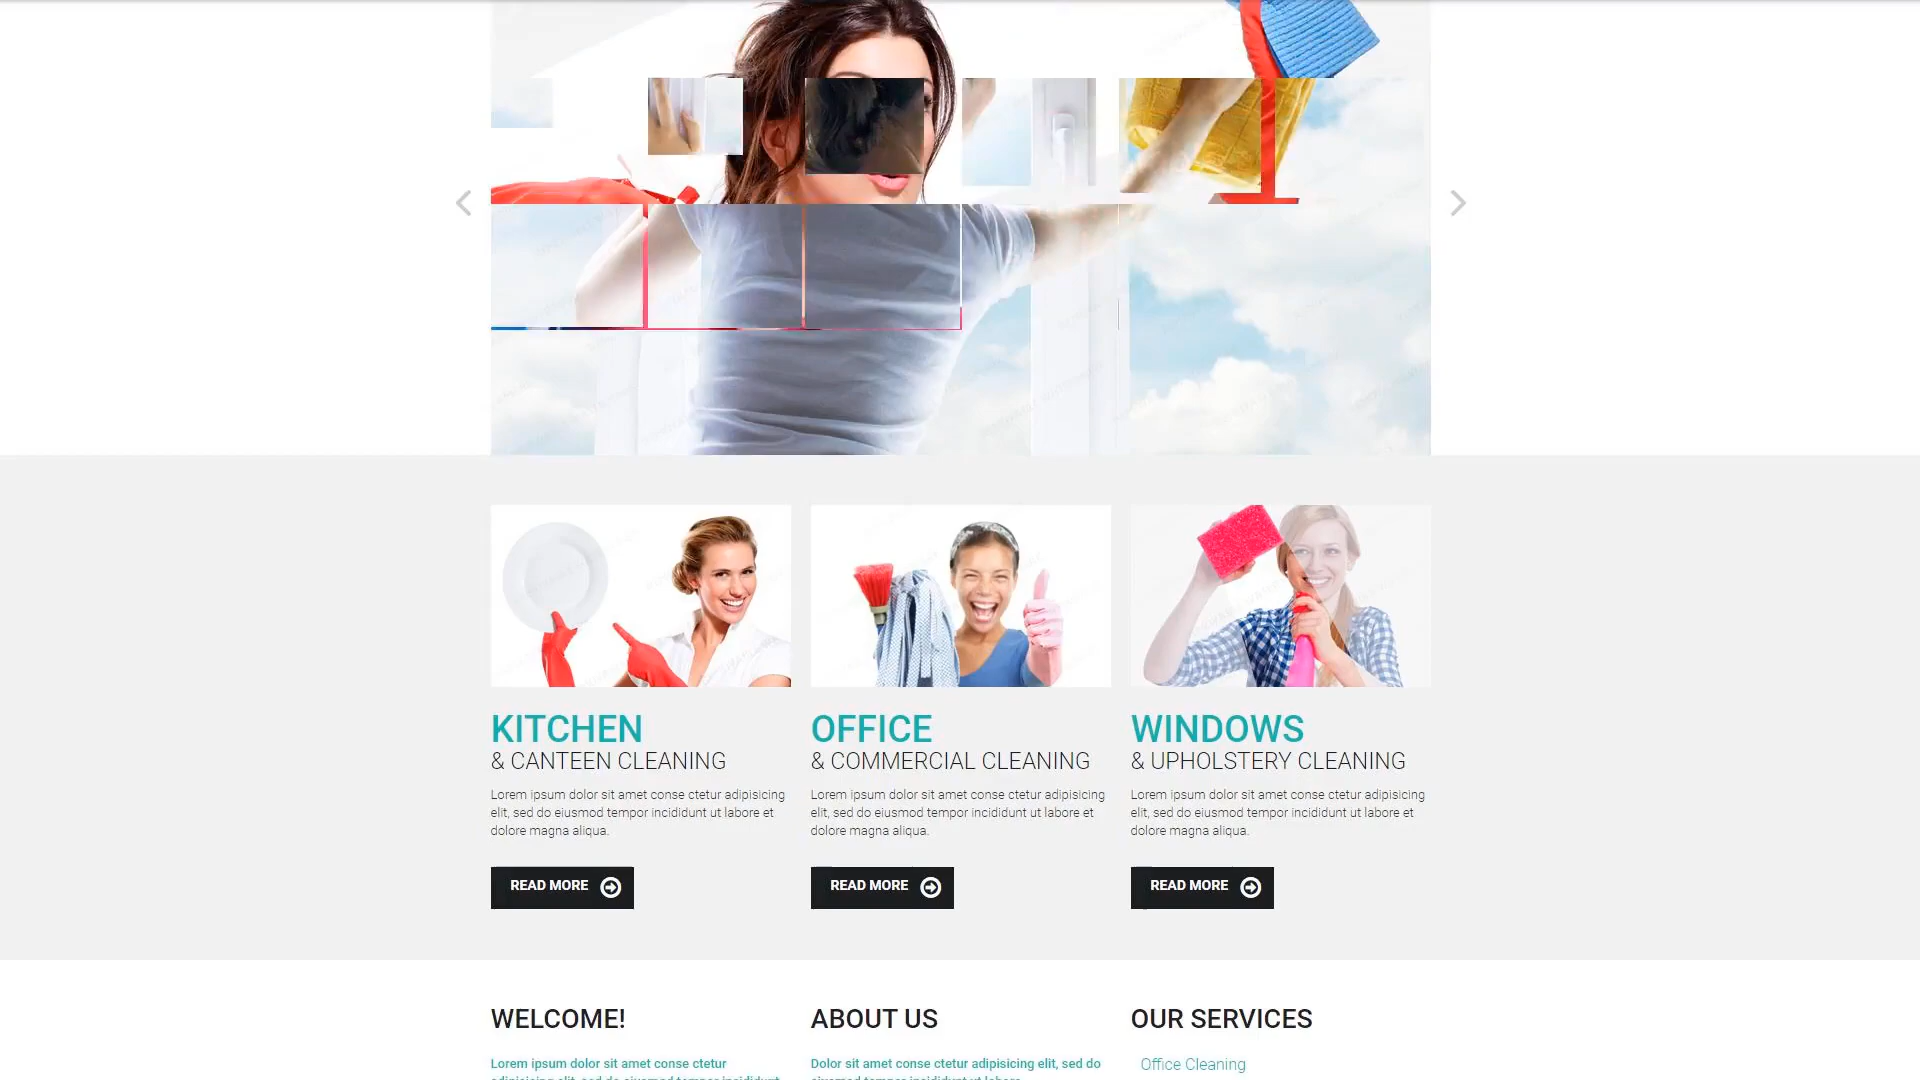 KITCHEN
& CANTEEN CLEANING
Lorem ipsum dolor sit amet conse ctetur adipisicing
elit, sed do eiusmod tempor incididunt ut labore et
dolore magna aliqua.
READ MORE
OFFICE
& COMMERCIAL CLEANING
Lorem ipsum dolor sit amet conse ctetur adipisicing
elit, sed do eiusmod tempor incididunt ut labore et
dolore magna aliqua.
READ MORE
WINDOWS
& UPHOLSTERY CLEANING
Lorem ipsum dolor sit amet conse ctetur adipisicing
elit, sed do eiusmod tempor incididunt ut labore et
dolore magna aliqua.
READ MORE
WELCOME!
Lorem ipsum dolor sit amet conse ctetur
ABOUT US
Dolor sit amet conse ctetur adipisicing elit, sed do
OUR SERVICES
Office Cleaning